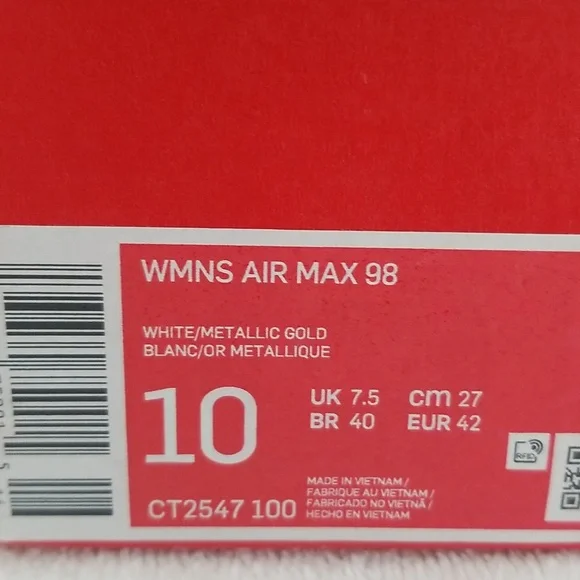 WMNS AIR MAX 98
WHITE/METALLIC GOLD
BLANC/OR METALLIQUE
10
UK 7.5 cm 27
BR 40 EUR 42
RFID
CT2547 100
MADE IN VIETNAM /
FABRIQUE AU VIETNAM /
FABRICADO NO VIETNÃ /
HECHO EN VIETNAM